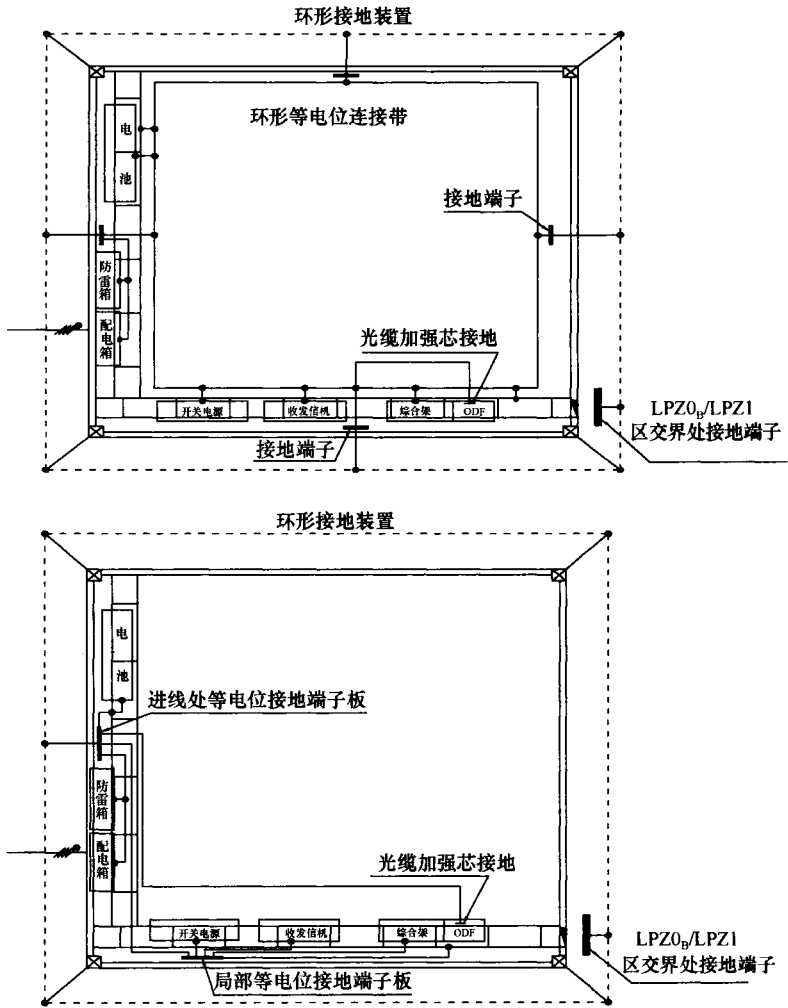 环形接地装置
环形等电位连接带
电
池
接地端子
防雷箱
配电箱
光缆加强芯接地
开关电源
收发信机
综合架
ODF
LPZ0B/LPZ1
区交界处接地端子
接地端子
环形接地装置
电
池
进线处等电位接地端子板
防雷箱
配电箱
光缆加强芯接地
开关电源
收发信机
综合架
ODF
LPZ0B/LPZ1
区交界处接地端子
局部等电位接地端子板